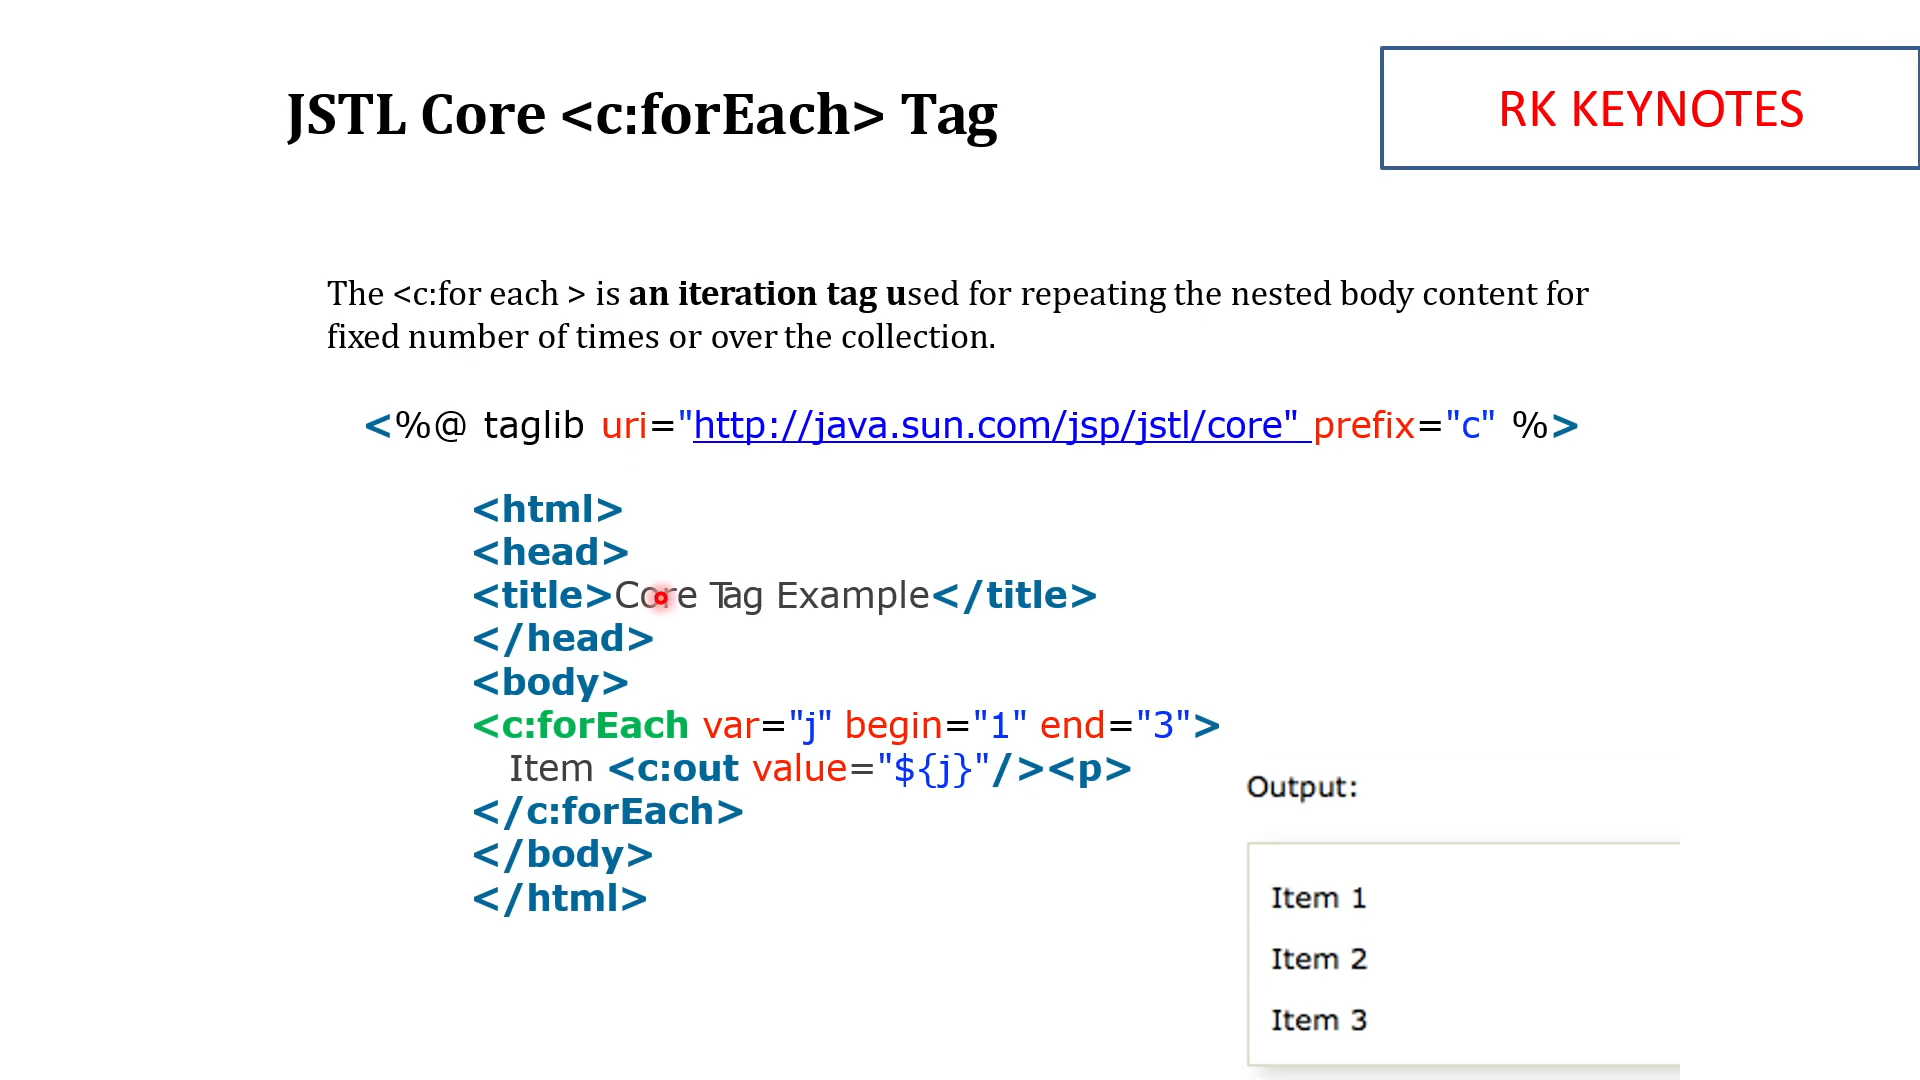 JSTL Core <c:forEach> Tag
RK KEYNOTES
The <c:for each > is an iteration tag used for repeating the nested body content for
fixed number of times or over the collection.
<%@ taglib uri="http://java.sun.com/jsp/jstl/core" prefix="c" %>
<html>
<head>
<title>Core Tag Example</title>
</head>
<body>
<c:forEach var="j" begin="1" end="3">
Item <c:out value="${j}"/><p>
</c:forEach>
</body>
</html>
Output:
Item 1
Item 2
Item 3